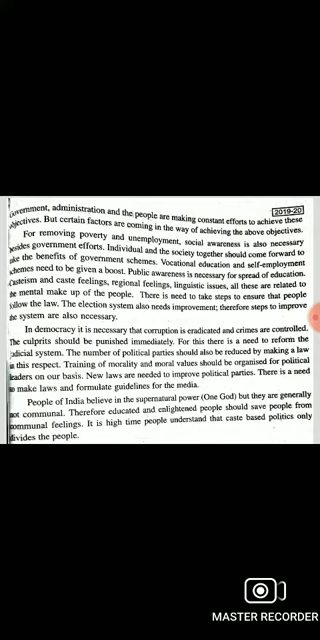 Government, administration and the people are making constant efforts to achieve these
2019-20
objectives. But certain factors are coming in the way of achieving the above objectives.
For removing poverty and unemployment, social awareness is also necessary
besides government efforts. Individual and the society together should come forward to
take the benefits of government schemes. Vocational education and self-employment
schemes need to be given a boost. Public awareness is necessary for spread of education.
Casteism and caste feelings, regional feelings, linguistic issues, all these are related to
the mental make up of the people. There is need to take steps to ensure that people
follow the law. The election system also needs improvement; therefore steps to improve
the system are also necessary.
In democracy it is necessary that corruption is eradicated and crimes are controlled.
The culprits should be punished immediately. For this there is a need to reform the
judicial system. The number of political parties should also be reduced by making a law
in this respect. Training of morality and moral values should be organised for political
leaders on our basis. New laws are needed to improve political parties. There is a need
to make laws and formulate guidelines for the media.
People of India believe in the supernatural power (One God) but they are generally
not communal. Therefore educated and enlightened people should save people from
communal feelings. It is high time people understand that caste based politics only
divides the people.
MASTER RECORDER